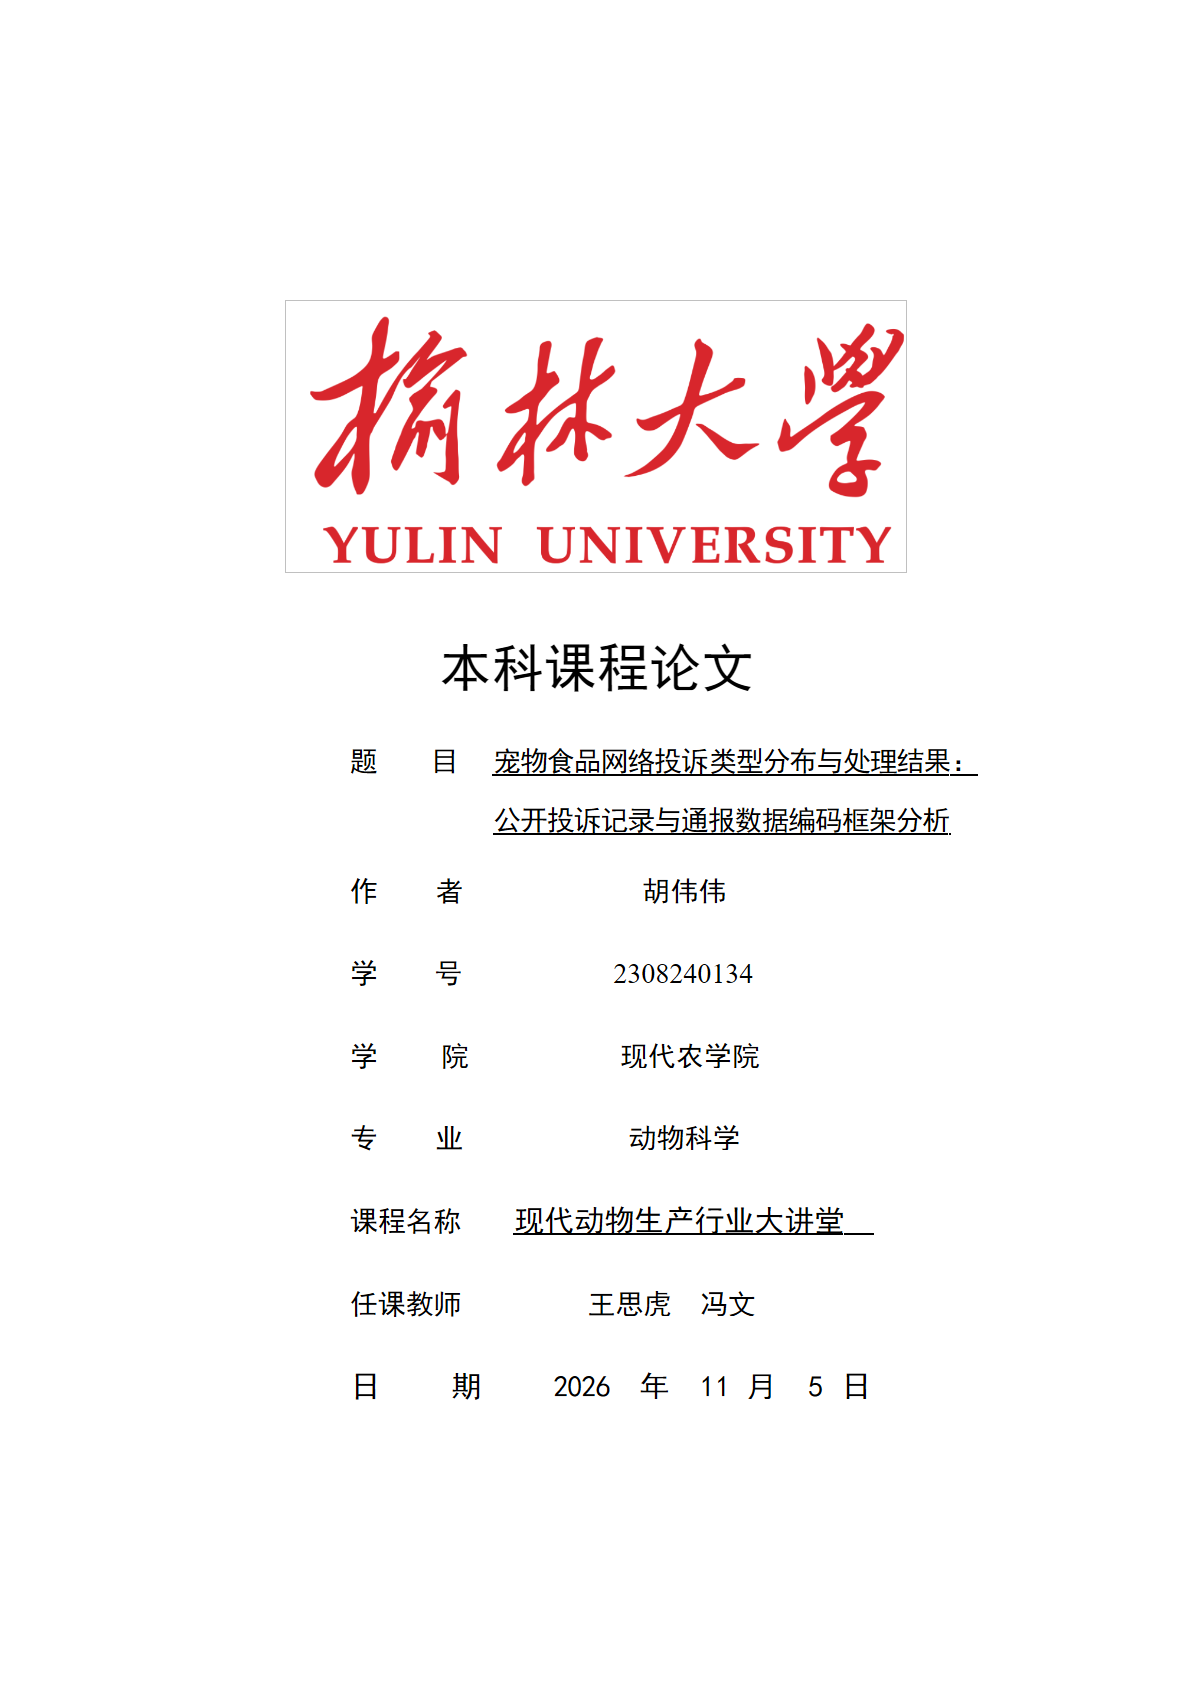 榆林大学
YULIN UNIVERSITY
本科课程论文
题 目 宠物食品网络投诉类型分布与处理结果：
公开投诉记录与通报数据编码框架分析
作 者 胡伟伟
学 号 2308240134
学 院 现代农学院
专 业 动物科学
课程名称 现代动物生产行业大讲堂
任课教师 王思虎 冯文
日 期 2026 年 11 月 5 日